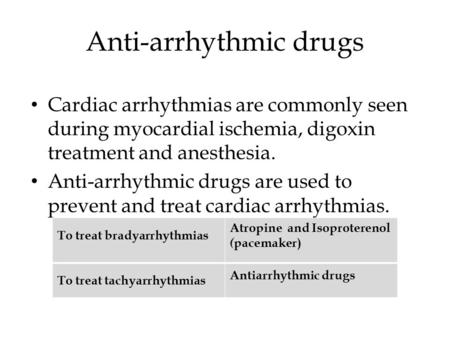 Anti-arrhythmic drugs
• Cardiac arrhythmias are commonly seen
during myocardial ischemia, digoxin
treatment and anesthesia.
• Anti-arrhythmic drugs are used to
prevent and treat cardiac arrhythmias.
To treat bradyarrhythmias
Atropine and Isoproterenol
(pacemaker)
To treat tachyarrhythmias
Antiarrhythmic drugs